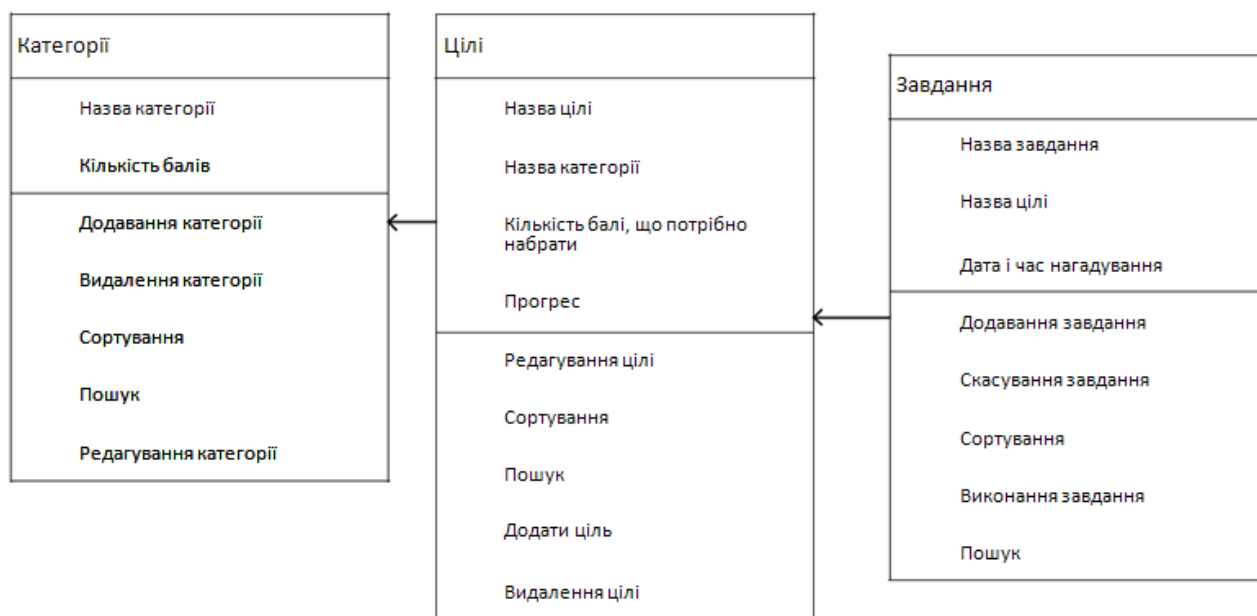 Категорії
Назва категорії
Кількість балів
Додавання категорії
Видалення категорії
Сортування
Пошук
Редагування категорії
Цілі
Назва цілі
Назва категорії
Кількість балі, що потрібно
набрати
Прогрес
Редагування цілі
Сортування
Пошук
Додати ціль
Видалення цілі
Завдання
Назва завдання
Назва цілі
Дата і час нагадування
Додавання завдання
Скасування завдання
Сортування
Виконання завдання
Пошук